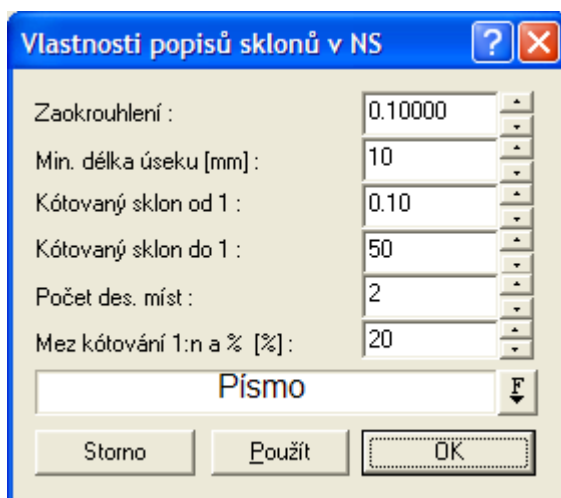 Vlastnosti popisů sklonů v NS
Zaokrouhlení : 0.10000
Min. délka úseku [mm] : 10
Kótovaný sklon od 1 : 0.10
Kótovaný sklon do 1 : 50
Počet des. míst : 2
Mez kótování 1:n a % [%] : 20
Písmo F
Storno Použít OK